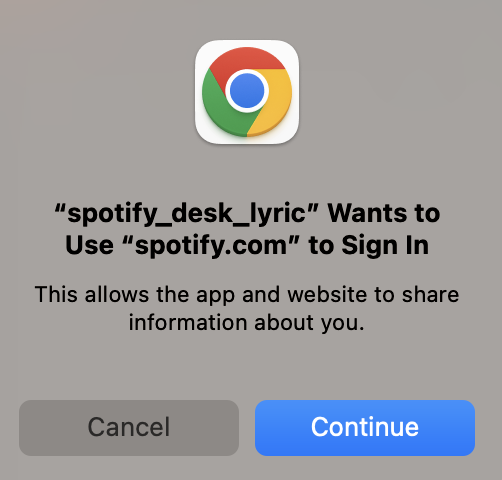 “spotify_desk_lyric” Wants to
Use “spotify.com” to Sign In
This allows the app and website to share
information about you.
Cancel
Continue